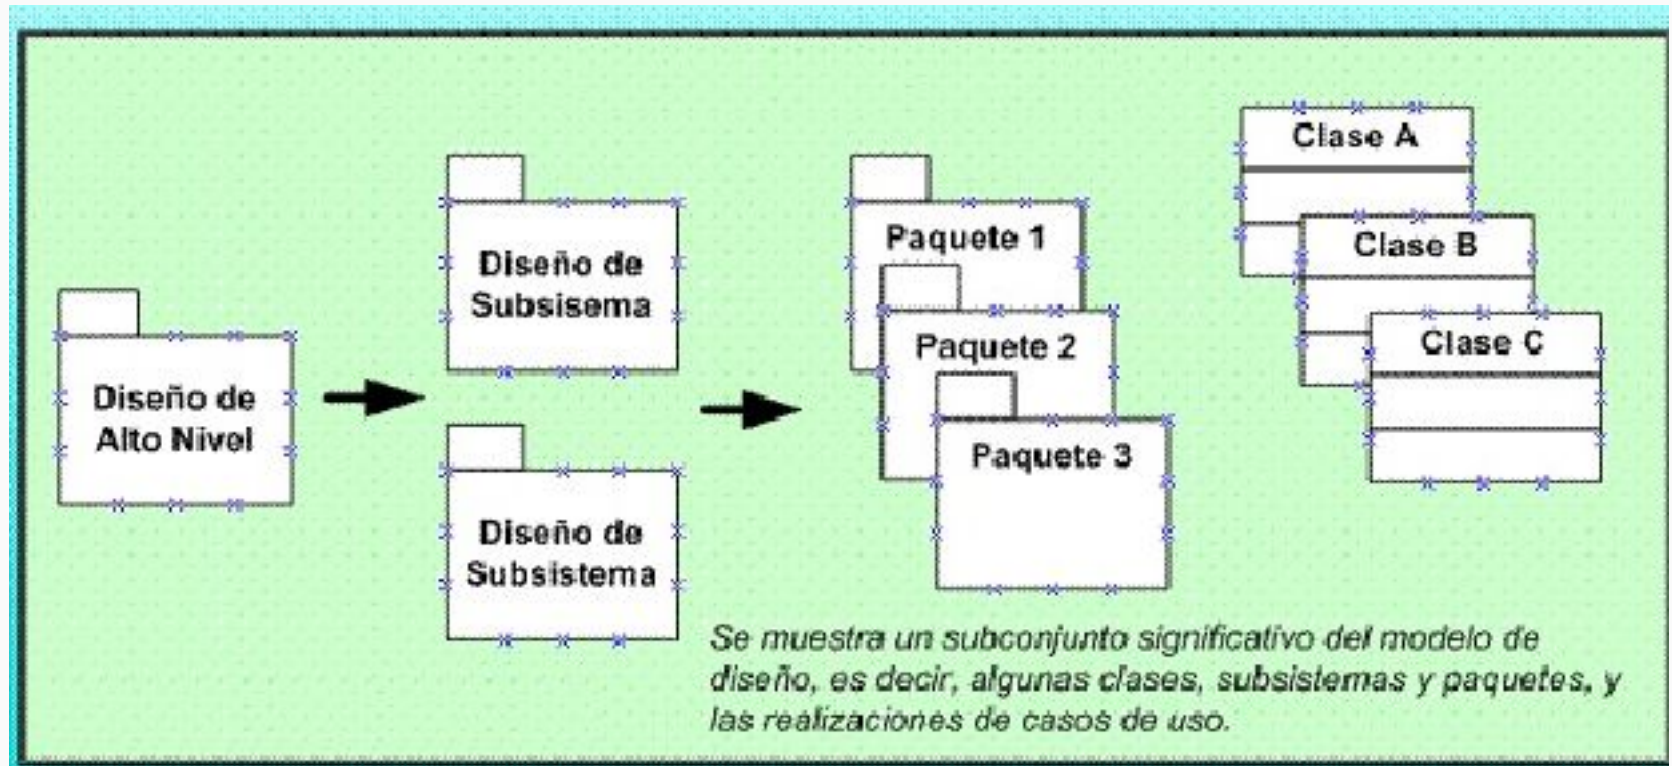 Diseño de
Alto Nivel
Diseño de
Subsisema
Diseño de
Subsistema
Paquete 1
Paquete 2
Paquete 3
Clase A
Clase B
Clase C
Se muestra un subconjunto significativo del modelo de
diseño, es decir, algunas clases, subsistemas y paquetes, y
las realizaciones de casos de uso.